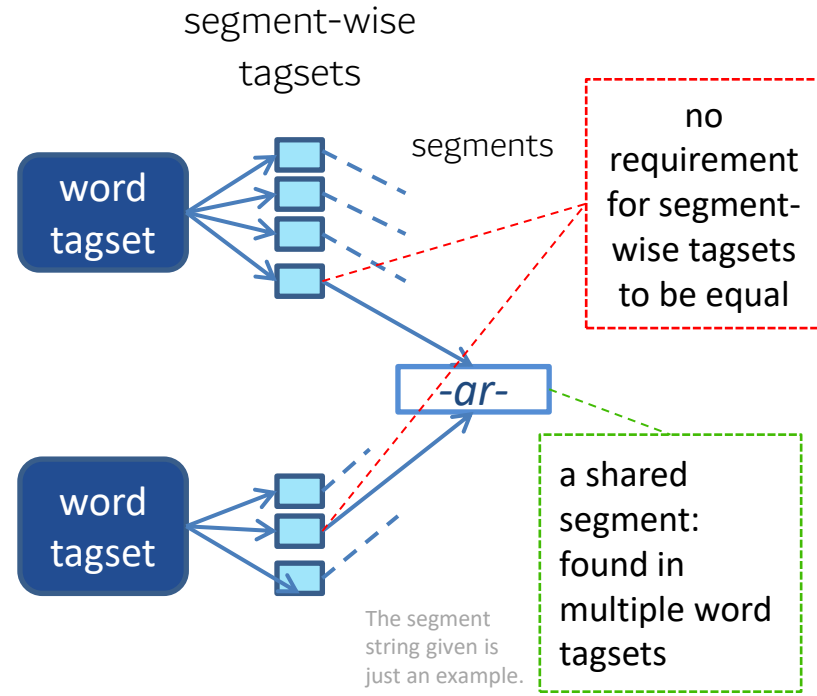 segment-wise
tagsets
segments
no
requirement
for segment-
wise tagsets
to be equal
word
tagset
-ar-
word
tagset
a shared
segment:
found in
multiple word
tagsets
The segment
string given is
just an example.